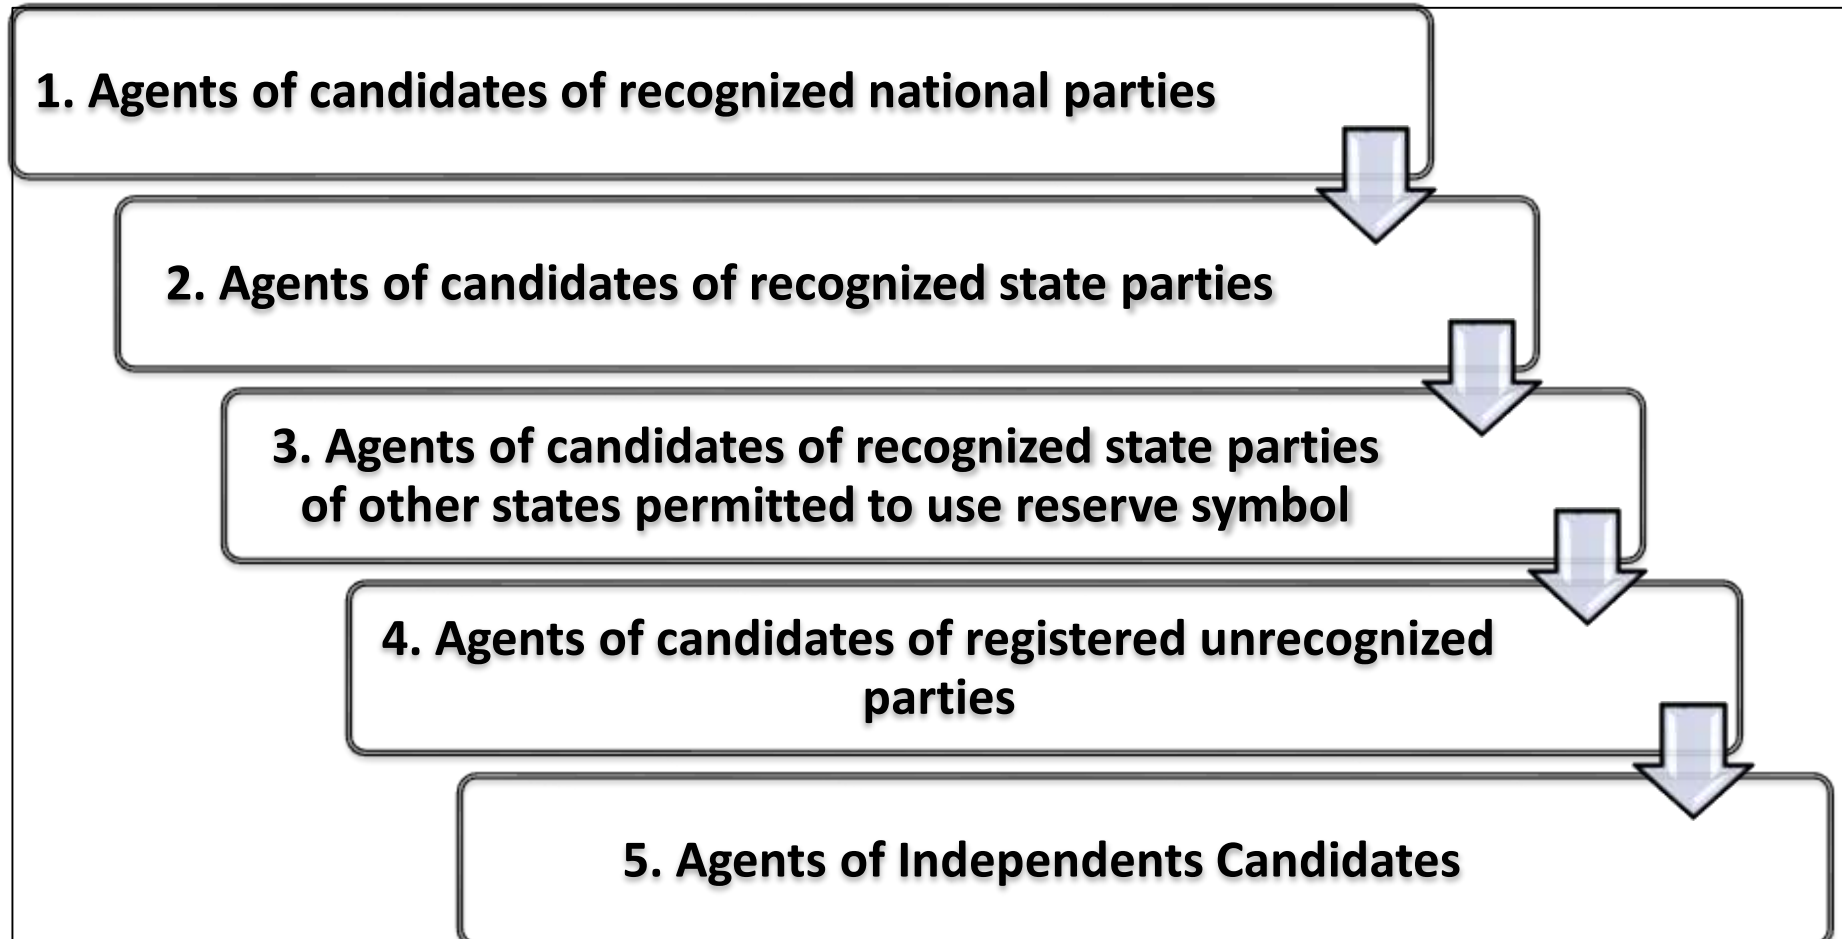 1. Agents of candidates of recognized national parties
2. Agents of candidates of recognized state parties
3. Agents of candidates of recognized state parties
of other states permitted to use reserve symbol
4. Agents of candidates of registered unrecognized
parties
5. Agents of Independents Candidates